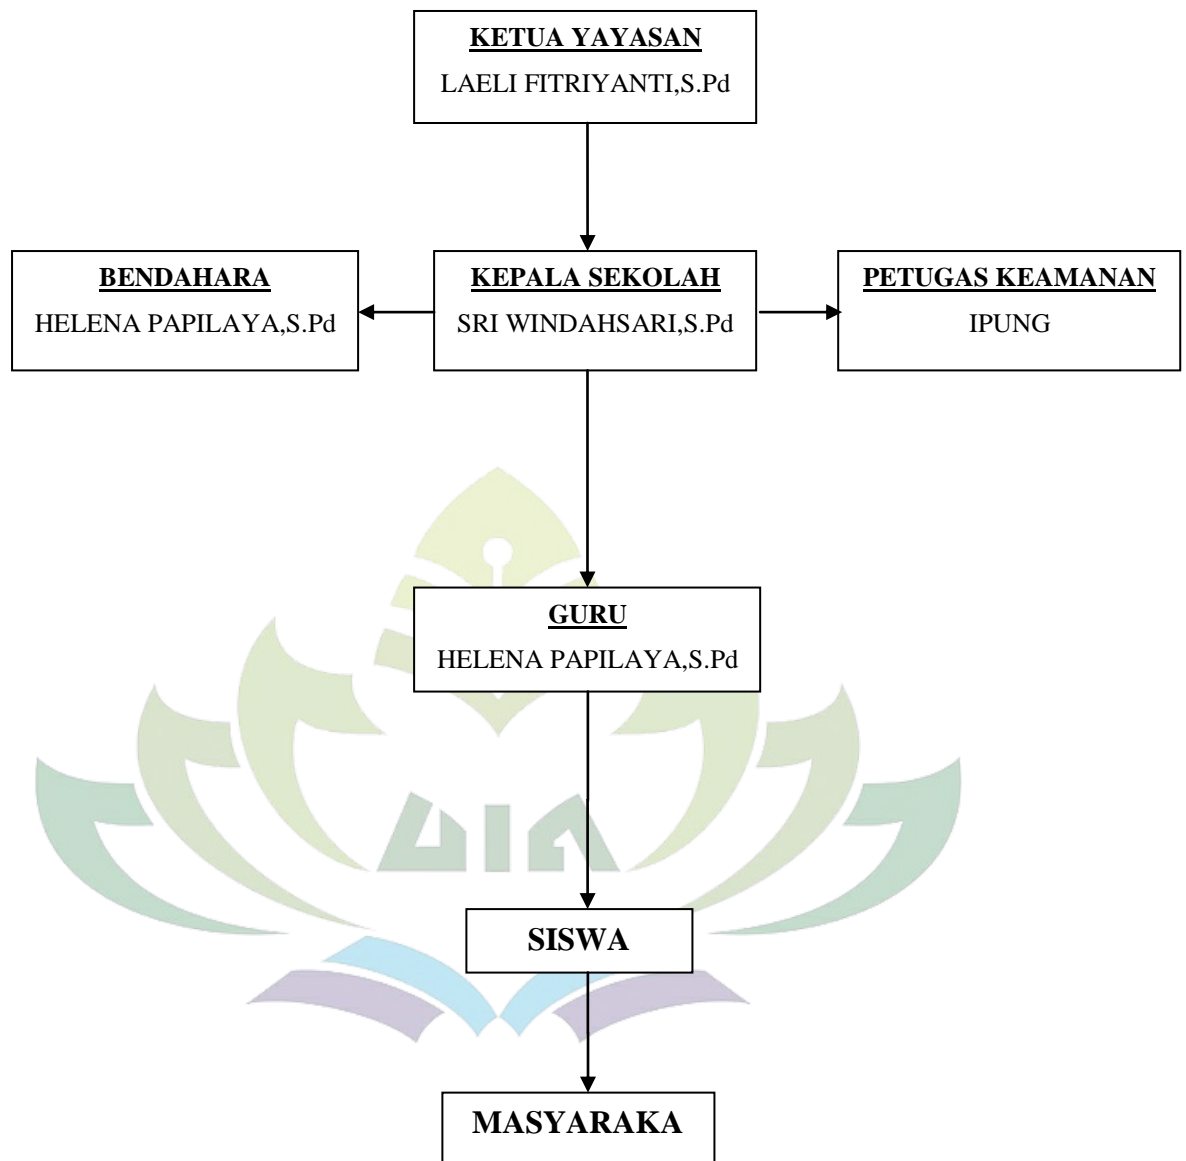 KETUA YAYASAN
LAELI FITRIYANTI,S.Pd
BENDAHARA
HELENA PAPILAYA,S.Pd
KEPALA SEKOLAH
SRI WINDAHSARI,S.Pd
PETUGAS KEAMANAN
IPUNG
GURU
HELENA PAPILAYA,S.Pd
UIN
SISWA
MASYARAKA